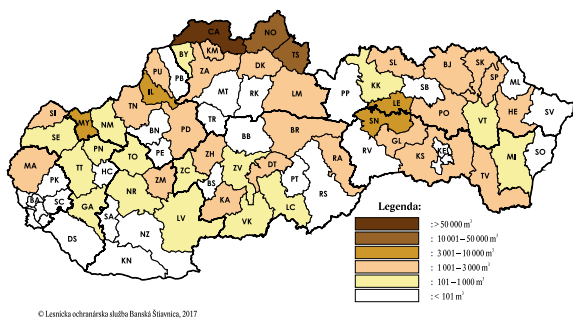 CA
NO
TS
BY
KM
PU
PB
ZA
DK
IL
MT
RK
LM
PP
KK
SL
BJ
SK
SP
ML
LE
SB
SN
PO
VT
HE
SV
SI
MY
NM
TN
BN
PD
TR
BB
BR
SE
PN
TO
PE
ZH
RA
RV
GL
KS
KE
TV
MI
SO
MA
TT
HC
NR
ZM
ZC
BS
ZV
DT
PT
RS
PK
BA
SC
GA
SA
NZ
LV
KA
VK
LC
DS
KN
Legenda:
: > 50 000 m³
: 10 001–50 000 m³
: 3 001–10 000 m³
: 1 001–3 000 m³
: 101–1 000 m³
: < 101 m³
© Lesnícka ochranárska služba Banská Štiavnica, 2017